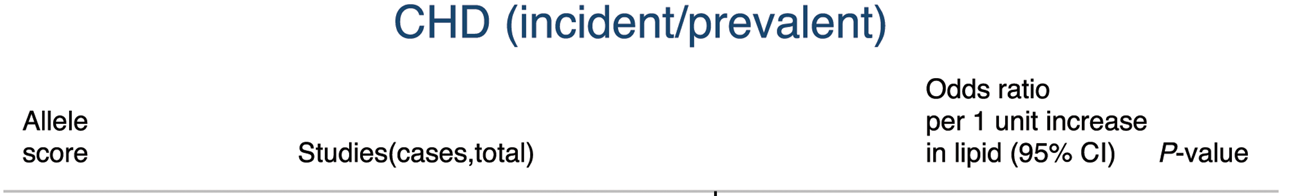 CHD (incident/prevalent)
Allele
score
Studies(cases,total)
Odds ratio
per 1 unit increase
in lipid (95% CI)
P-value